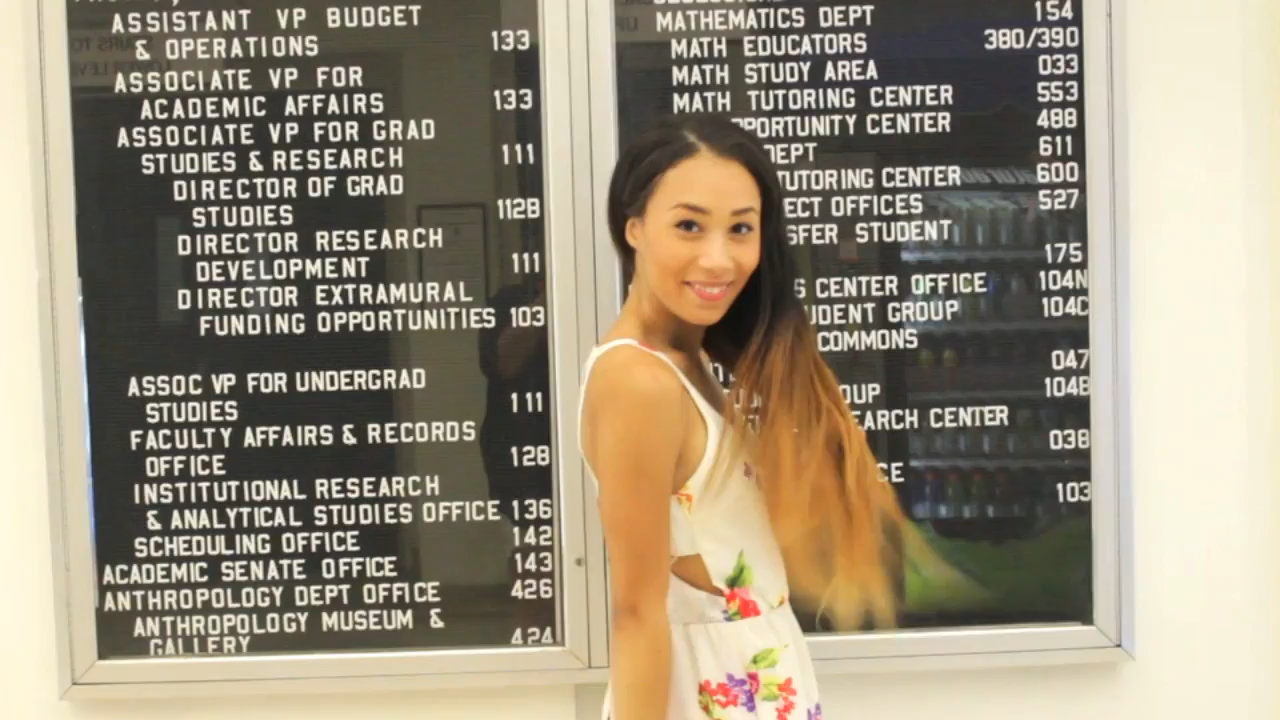 ASSISTANT VP BUDGET
& OPERATIONS 133
ASSOCIATE VP FOR
ACADEMIC AFFAIRS 133
ASSOCIATE VP FOR GRAD
STUDIES & RESEARCH 111
DIRECTOR OF GRAD
STUDIES 112B
DIRECTOR RESEARCH
DEVELOPMENT 111
DIRECTOR EXTRAMURAL
FUNDING OPPORTUNITIES 103
ASSOC VP FOR UNDERGRAD
STUDIES 111
FACULTY AFFAIRS & RECORDS
OFFICE 128
INSTITUTIONAL RESEARCH
& ANALYTICAL STUDIES OFFICE 136
SCHEDULING OFFICE 142
ACADEMIC SENATE OFFICE 143
ANTHROPOLOGY DEPT OFFICE 426
ANTHROPOLOGY MUSEUM &
GALLERY 424
MATHEMATICS DEPT 154
MATH EDUCATORS 380/390
MATH STUDY AREA 033
MATH TUTORING CENTER 553
PPORTUNITY CENTER 488
DEPT 611
TUTORING CENTER 600
ECT OFFICES 527
SFER STUDENT
175
S CENTER OFFICE 104N
UDENT GROUP 104C
COMMONS
047
OUP 104B
EARCH CENTER
038
CE
103